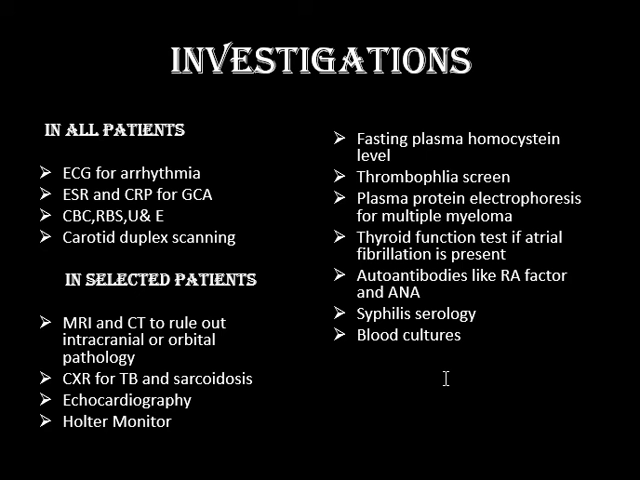 INVESTIGATIONS
IN ALL PATIENTS
ECG for arrhythmia
ESR and CRP for GCA
CBC,RBS,U& E
Carotid duplex scanning
IN SELECTED PATIENTS
MRI and CT to rule out
intracranial or orbital
pathology
CXR for TB and sarcoidosis
Echocardiography
Holter Monitor
Fasting plasma homocystein
level
Thrombophlia screen
Plasma protein electrophoresis
for multiple myeloma
Thyroid function test if atrial
fibrillation is present
Autoantibodies like RA factor
and ANA
Syphilis serology
Blood cultures